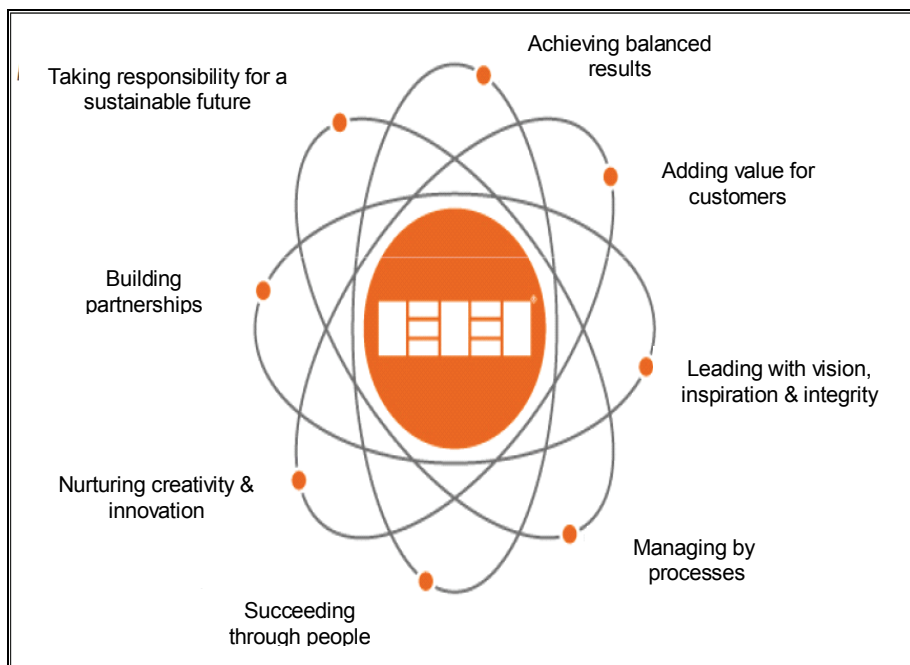 Achieving balanced
results
Adding value for
customers
Leading with vision,
inspiration & integrity
Managing by
processes
Succeeding
through people
Nurturing creativity &
innovation
Building
partnerships
Taking responsibility for a
sustainable future
®